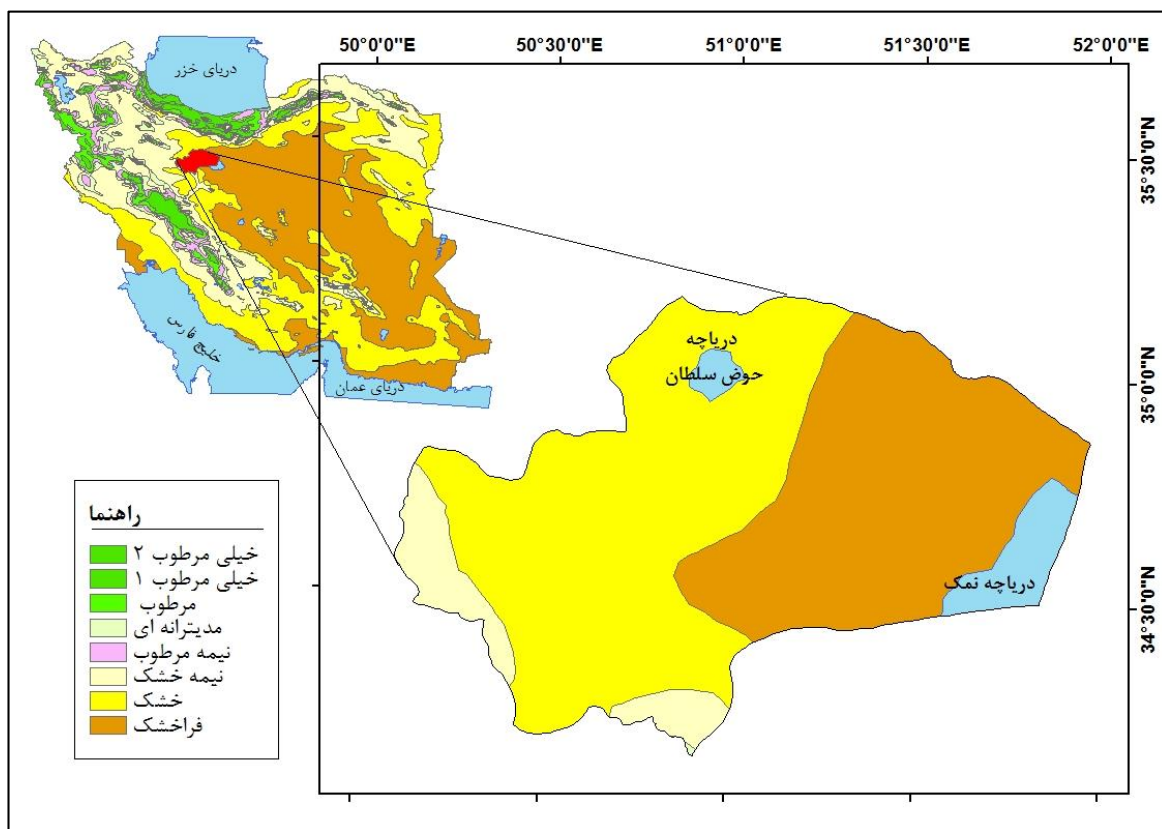 50°0'0"E 50°30'0"E 51°0'0"E 51°30'0"E 52°0'0"E
دریای خزر
35°30'0"N
خلیج فارس
دریای عمان
دریاچه
حوض سلطان
35°0'0"N
دریاچه نمک
34°30'0"N
راهنما
خیلی مرطوب ۲
خیلی مرطوب ۱
مرطوب
مدیترانه ای
نیمه مرطوب
نیمه خشک
خشک
فراخشک